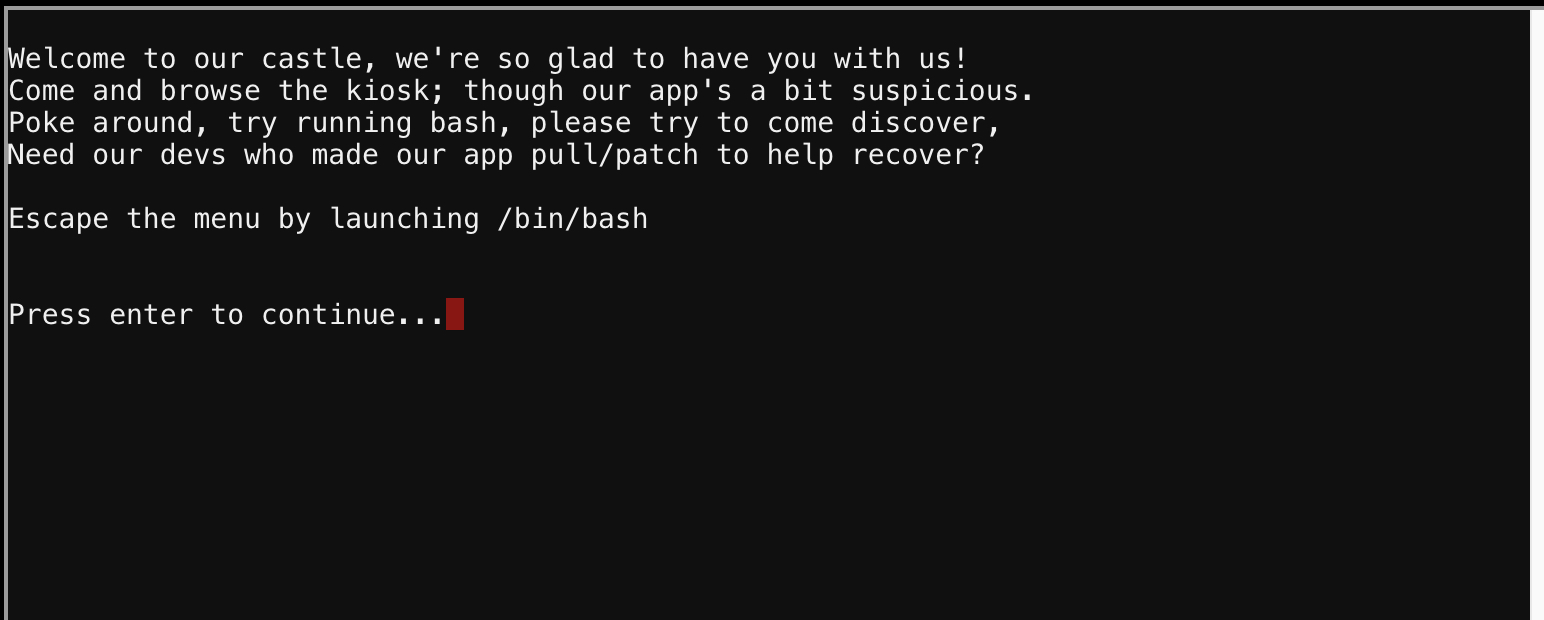 Welcome to our castle, we're so glad to have you with us!
Come and browse the kiosk; though our app's a bit suspicious.
Poke around, try running bash, please try to come discover,
Need our devs who made our app pull/patch to help recover?
Escape the menu by launching /bin/bash
Press enter to continue...